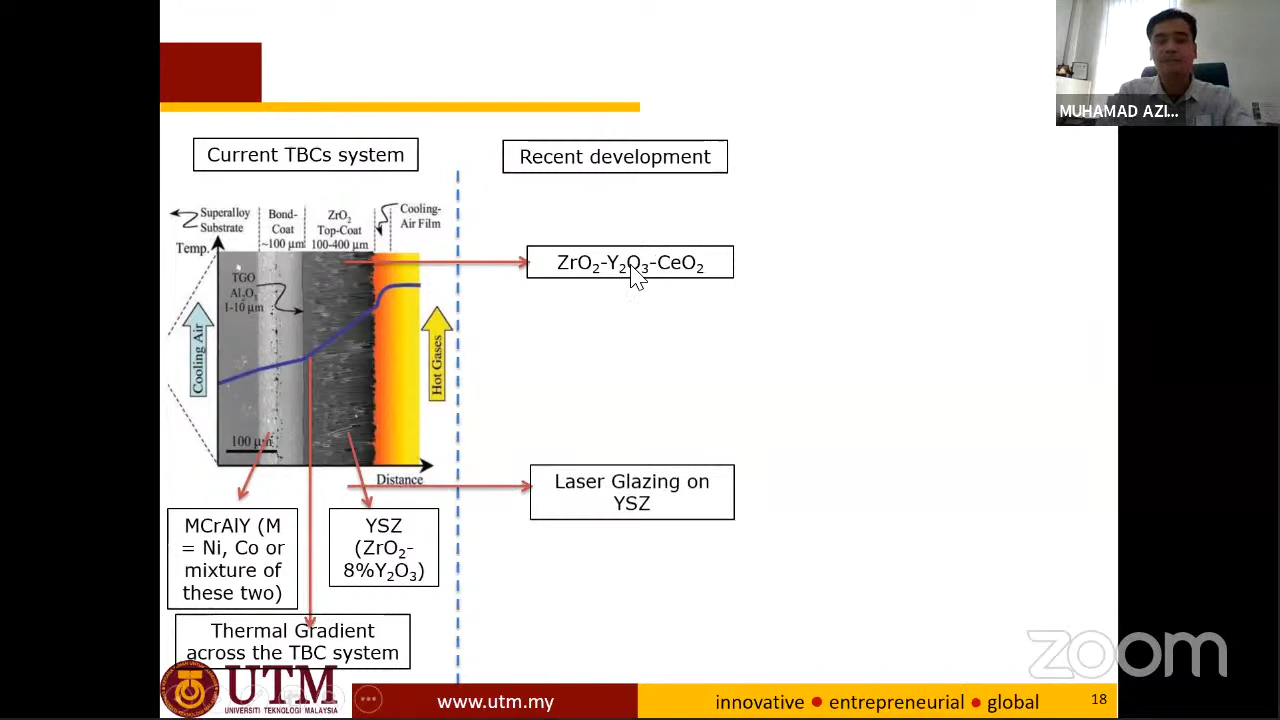 MUHAMAD AZI...
Current TBCs system
Recent development
Superalloy
Substrate
Bond-
Coat
~100 μm
ZrO2
Top-Coat
100-400 μm
Cooling-
Air Film
Temp.
TGO
Al2O3
1-10 μm
Cooling Air
Hot Gases
100 μm
Distance
ZrO2-Y2O3-CeO2
Laser Glazing on
YSZ
MCrAlY (M
= Ni, Co or
mixture of
these two)
YSZ
(ZrO2-
8%Y2O3)
Thermal Gradient
across the TBC system
UTM
UNIVERSITI TEKNOLOGI MALAYSIA
www.utm.my
innovative ● entrepreneurial ● global
18
zoom